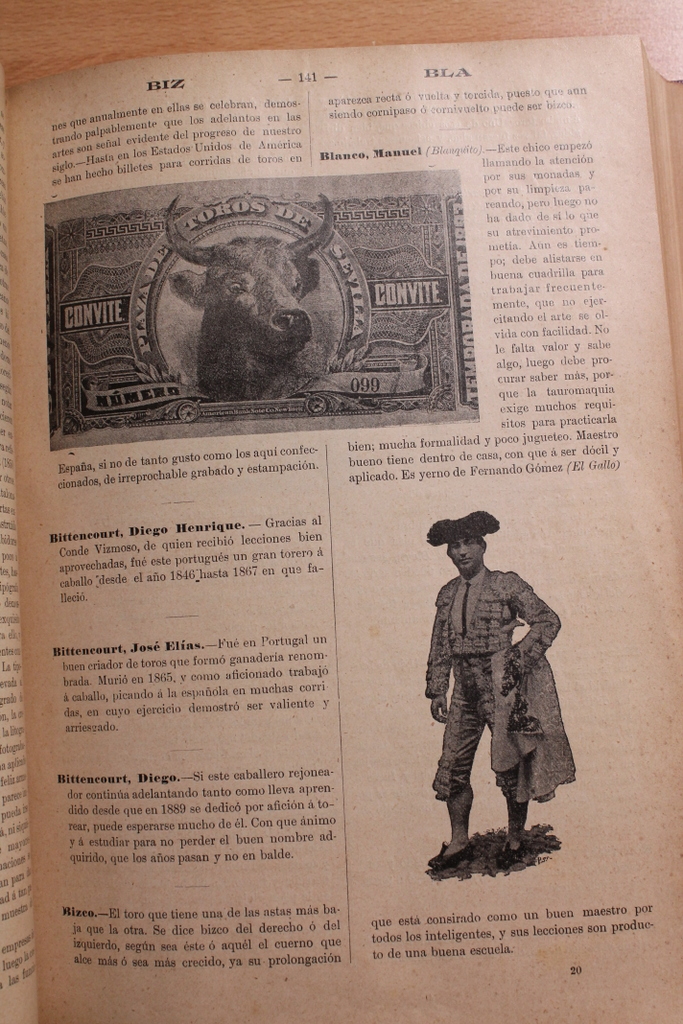 BIZ — 141 — BLA
nes que anualmente en ellas se celebran, demos-
trando palpablemente que los adelantos en las
artes son señal evidente del progreso de nuestro
siglo.—Hasta en los Estados Unidos de América
se han hecho billetes para corridas de toros en
PLAZA DE TOROS DE SEVILLA
CONVITE
CONVITE
NÚMERO
099
American Bank Note Co. New York
España, si no de tanto gusto como los aquí confec-
cionados, de irreprochable grabado y estampación.
Bittencourt, Diego Henrique. — Gracias al
Conde Vizmoso, de quien recibió lecciones bien
aprovechadas, fué este portugués un gran torero á
caballo desde el año 1846 hasta 1867 en que fa-
lleció.
Bittencourt, José Elías.—Fué en Portugal un
buen criador de toros que formó ganadería renom-
brada. Murió en 1865, y como aficionado trabajó
á caballo, picando á la española en muchas corri-
das, en cuyo ejercicio demostró ser valiente y
arriesgado.
Bittencourt, Diego.—Si este caballero rejonea-
dor continúa adelantando tanto como lleva apren-
dido desde que en 1889 se dedicó por afición á to-
rear, puede esperarse mucho de él. Con que ánimo
y á estudiar para no perder el buen nombre ad-
quirido, que los años pasan y no en balde.
Bizco.—El toro que tiene una de las astas más ba-
ja que la otra. Se dice bizco del derecho ó del
izquierdo, según sea éste ó aquél el cuerno que
alce más ó sea más crecido, ya su prolongación
aparezca recta ó vuelta y torcida, puesto que aun
siendo cornipaso ó cornivuelto puede ser bizco.
Blanco, Manuel (Blanquito).—Este chico empezó
llamando la atención
por sus monadas y
por su limpieza pa-
reando, pero luego no
ha dado de sí lo que
su atrevimiento pro-
metía. Aún es tiem-
po; debe alistarse en
buena cuadrilla para
trabajar frecuente-
mente, que no ejer-
citando el arte se ol-
vida con facilidad. No
le falta valor y sabe
algo, luego debe pro-
curar saber más, por-
que la tauromaquia
exige muchos requi-
sitos para practicarla
bien; mucha formalidad y poco jugueteo. Maestro
bueno tiene dentro de casa, con que á ser dócil y
aplicado. Es yerno de Fernando Gómez (El Gallo)
que está consirado como un buen maestro por
todos los inteligentes, y sus lecciones son produc-
to de una buena escuela.
20